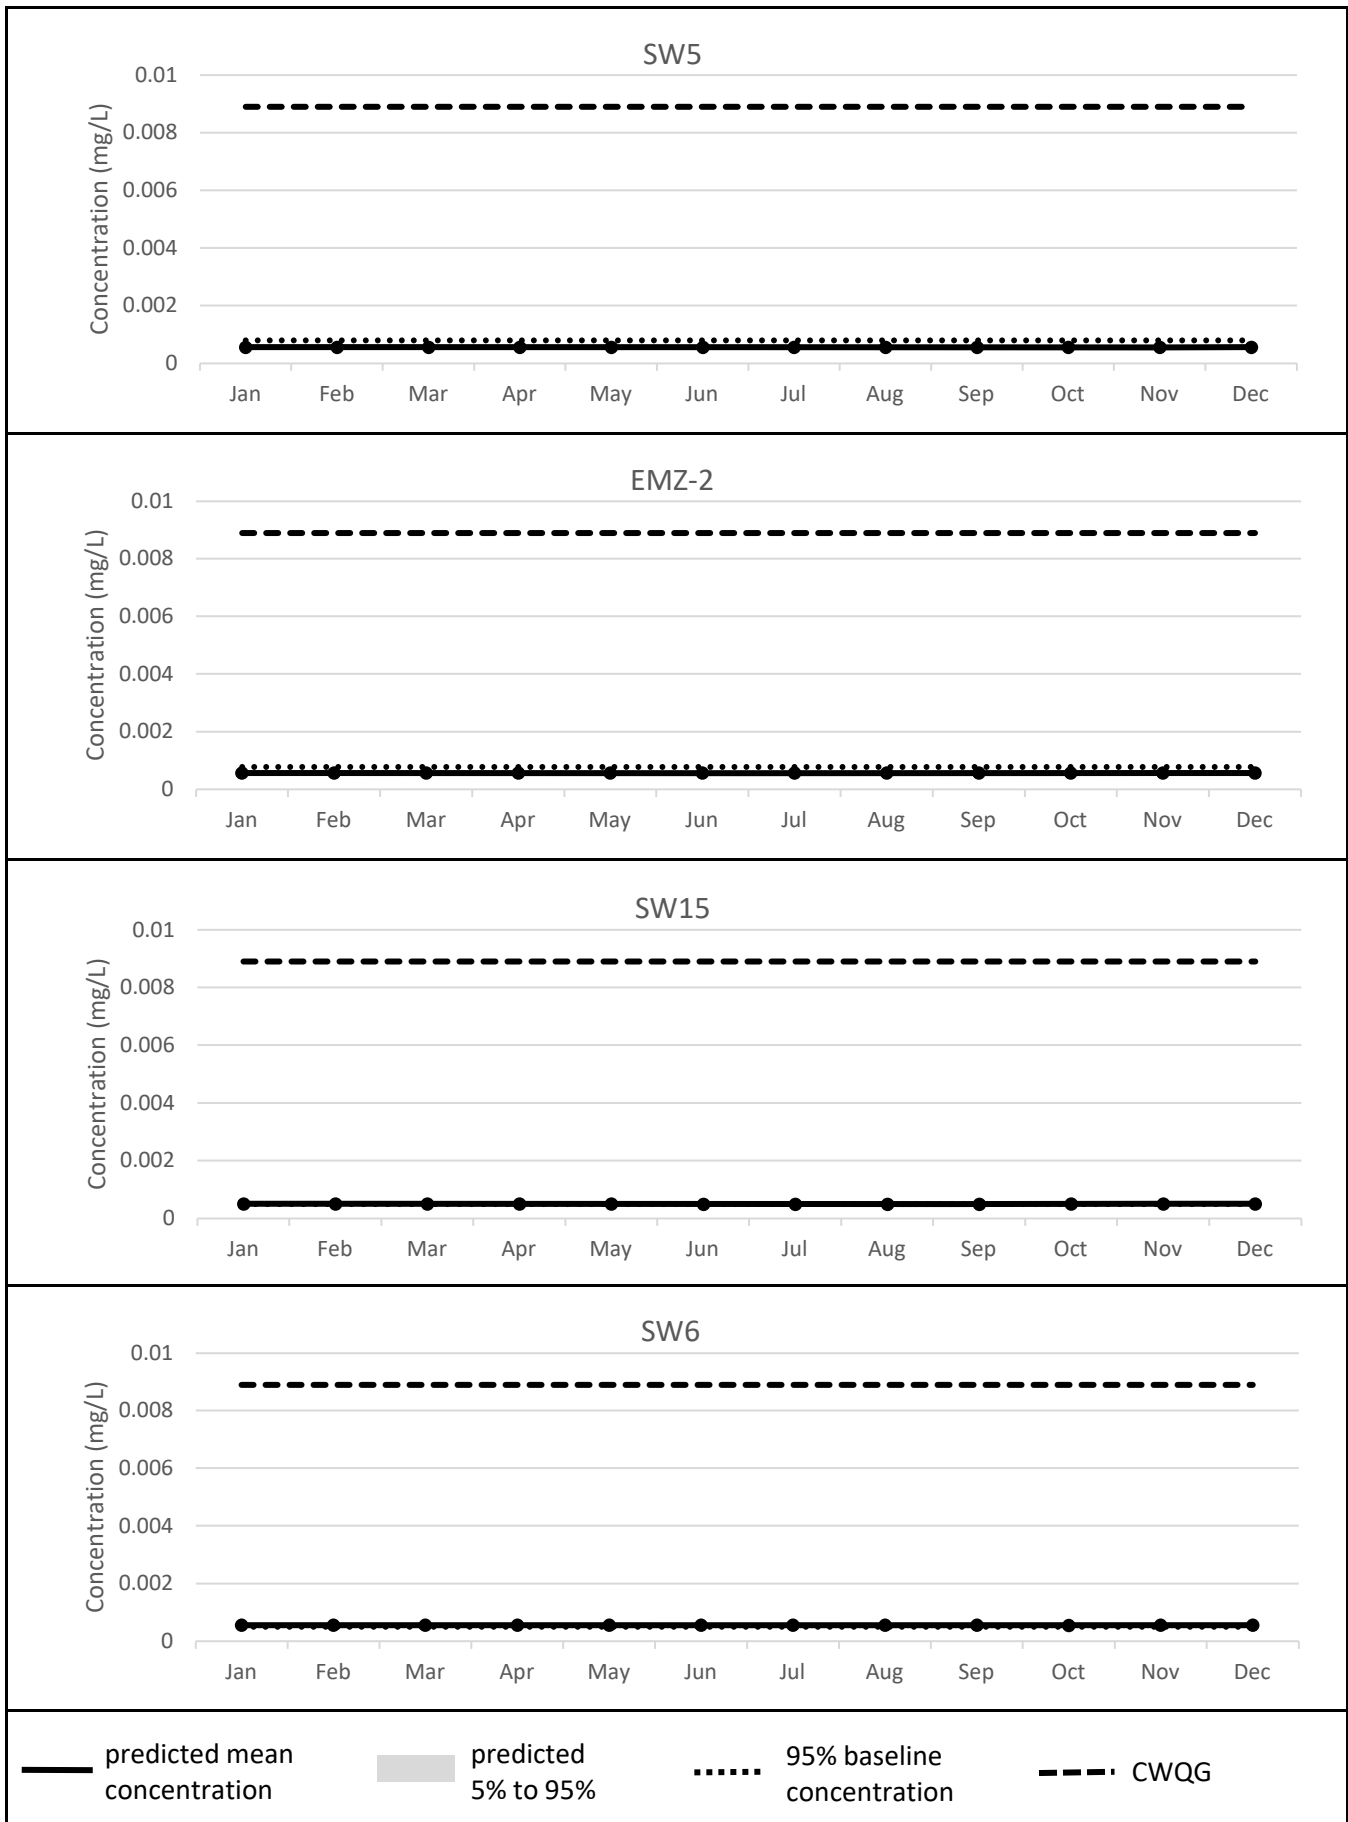 SW5
Concentration (mg/L)
0.01
0.008
0.006
0.004
0.002
0
Jan Feb Mar Apr May Jun Jul Aug Sep Oct Nov Dec
EMZ-2
Concentration (mg/L)
0.01
0.008
0.006
0.004
0.002
0
Jan Feb Mar Apr May Jun Jul Aug Sep Oct Nov Dec
SW15
Concentration (mg/L)
0.01
0.008
0.006
0.004
0.002
0
Jan Feb Mar Apr May Jun Jul Aug Sep Oct Nov Dec
SW6
Concentration (mg/L)
0.01
0.008
0.006
0.004
0.002
0
Jan Feb Mar Apr May Jun Jul Aug Sep Oct Nov Dec
predicted mean
concentration
predicted
5% to 95%
95% baseline
concentration
CWQG